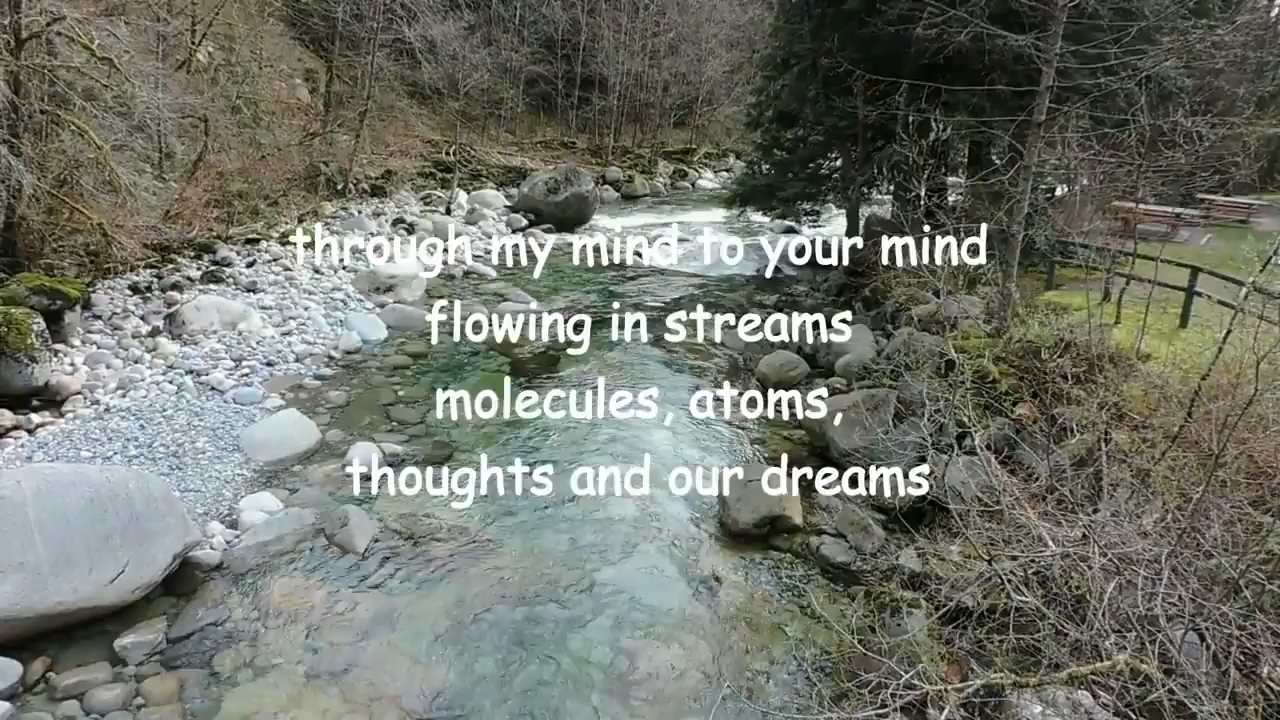 through my mind to your mind
flowing in streams
molecules, atoms,
thoughts and our dreams